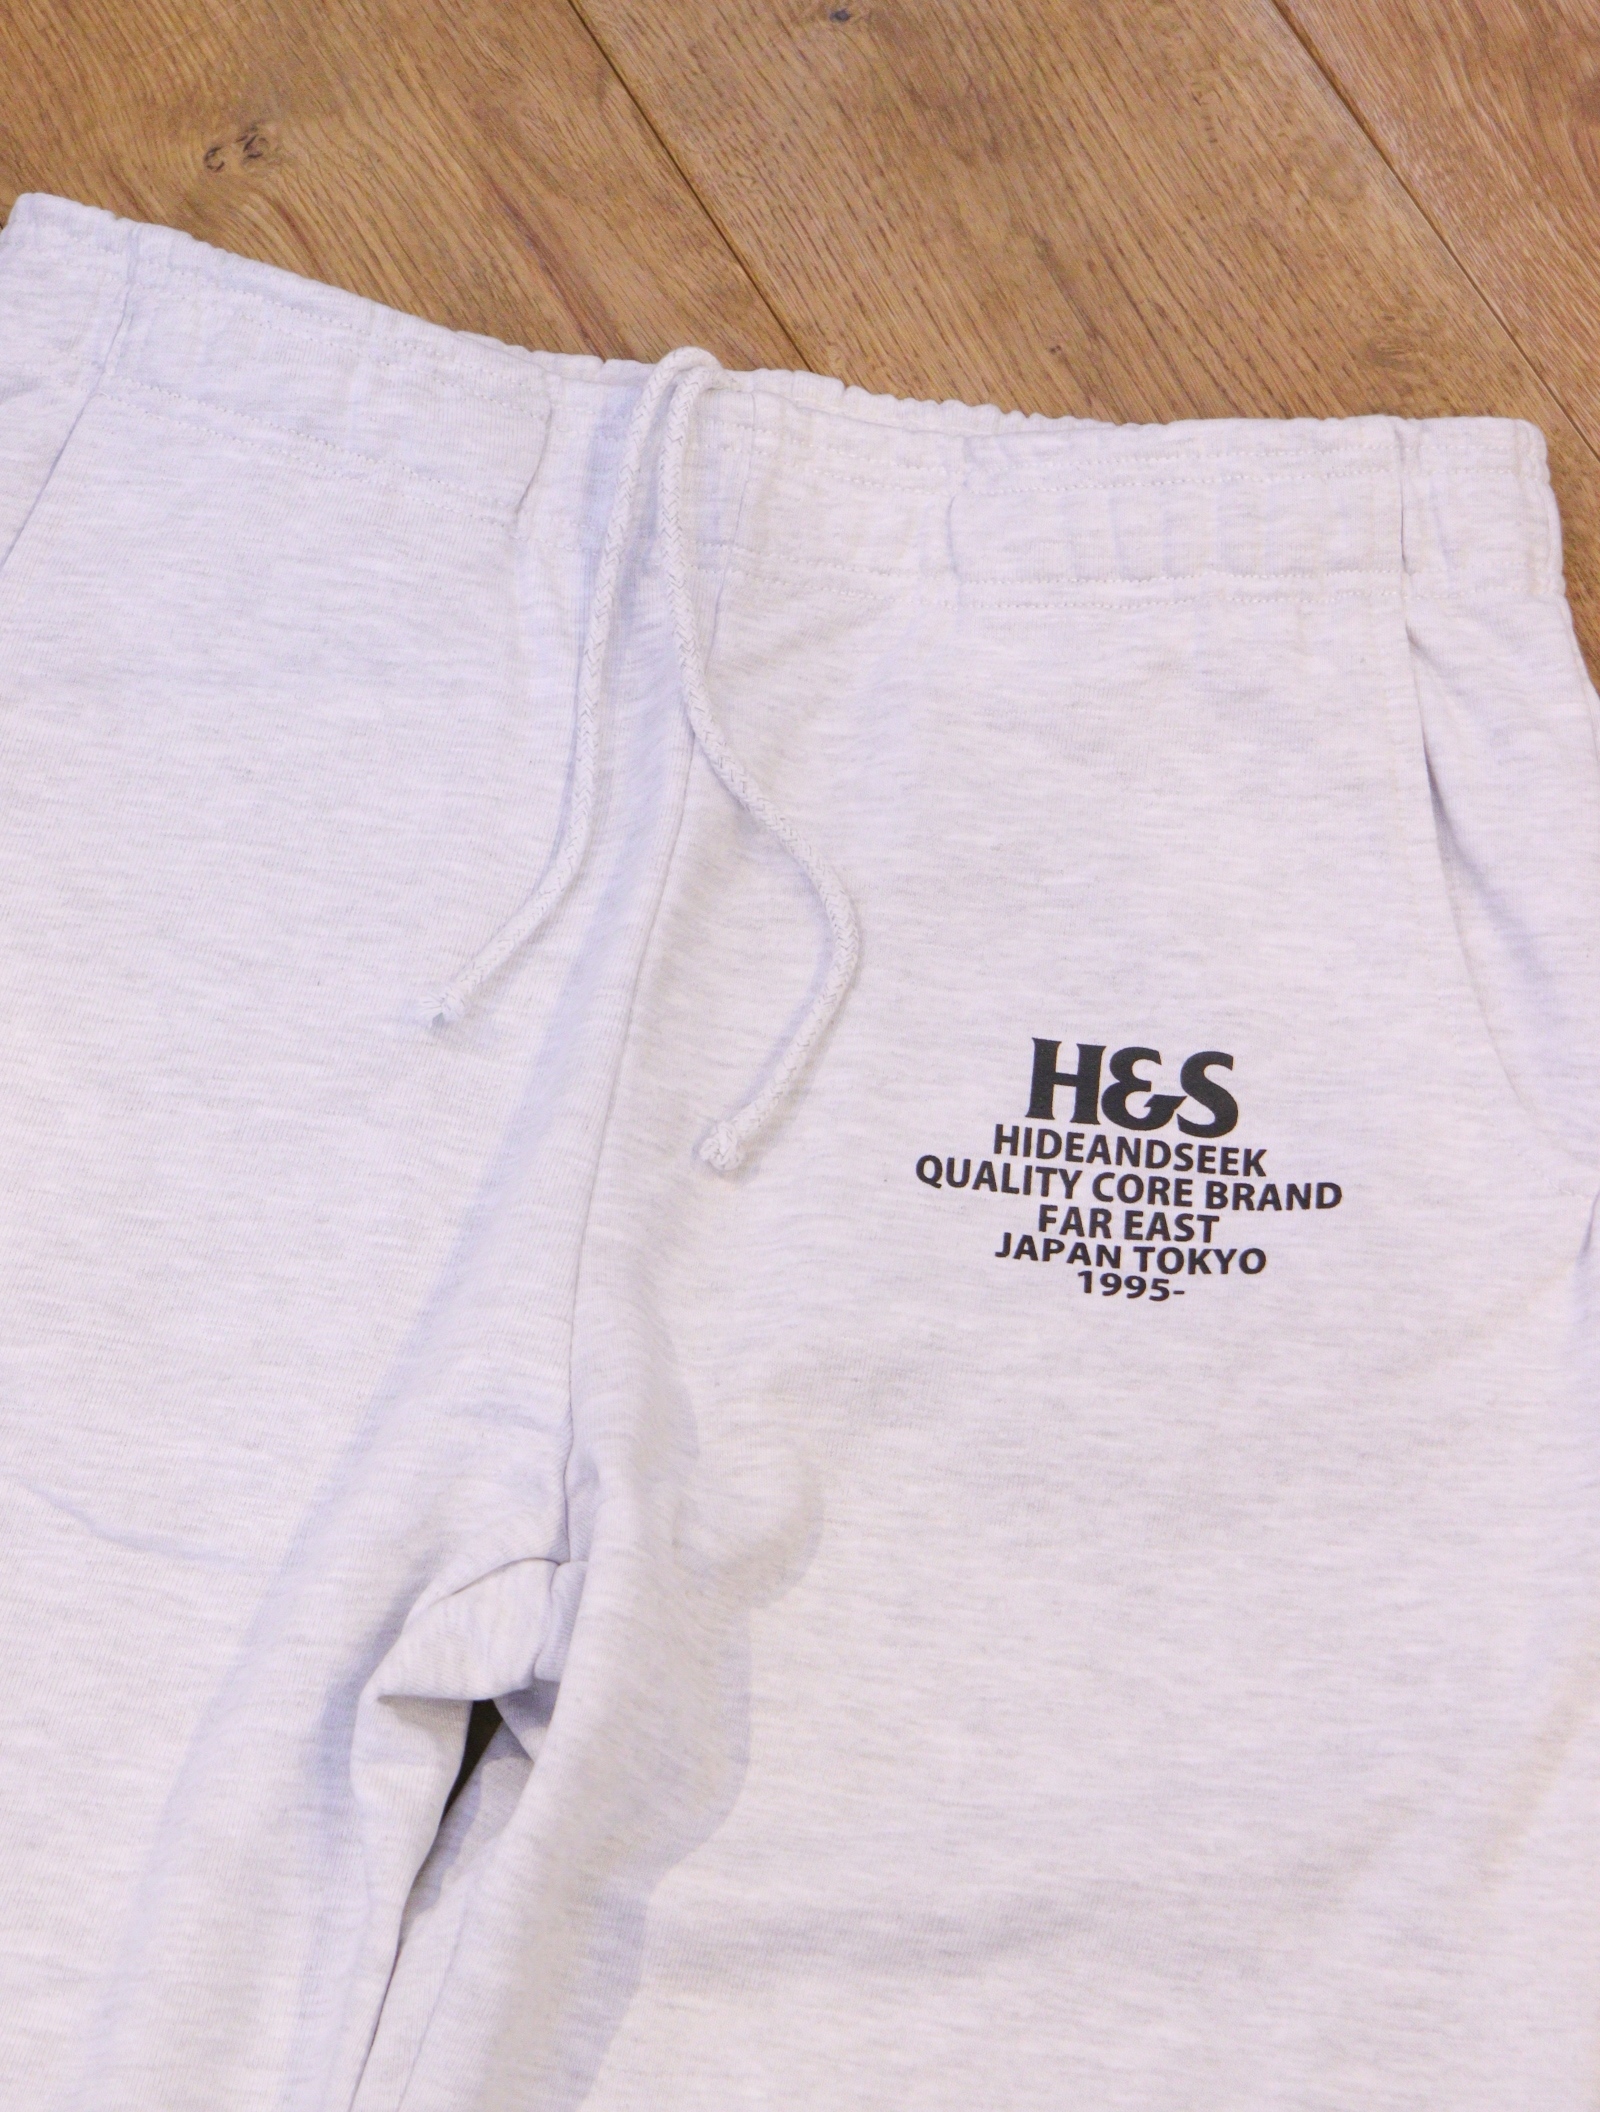 H&S
HIDEANDSEEK
QUALITY CORE BRAND
FAR EAST
JAPAN TOKYO
1995-